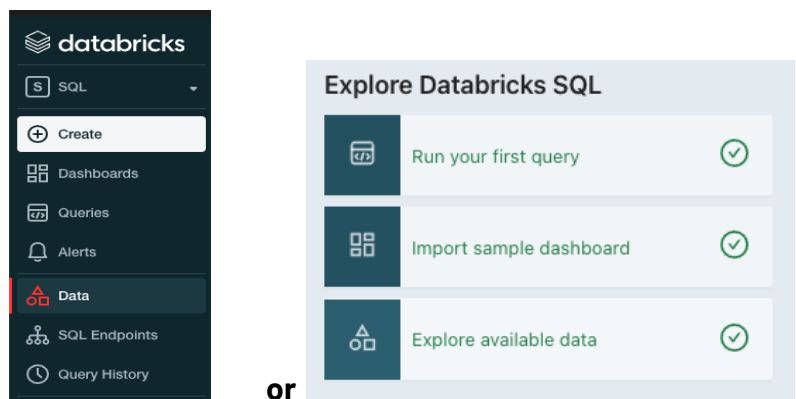 databricks
S SQL
Create
Dashboards
Queries
Alerts
Data
SQL Endpoints
Query History
or
Explore Databricks SQL
Run your first query
Import sample dashboard
Explore available data